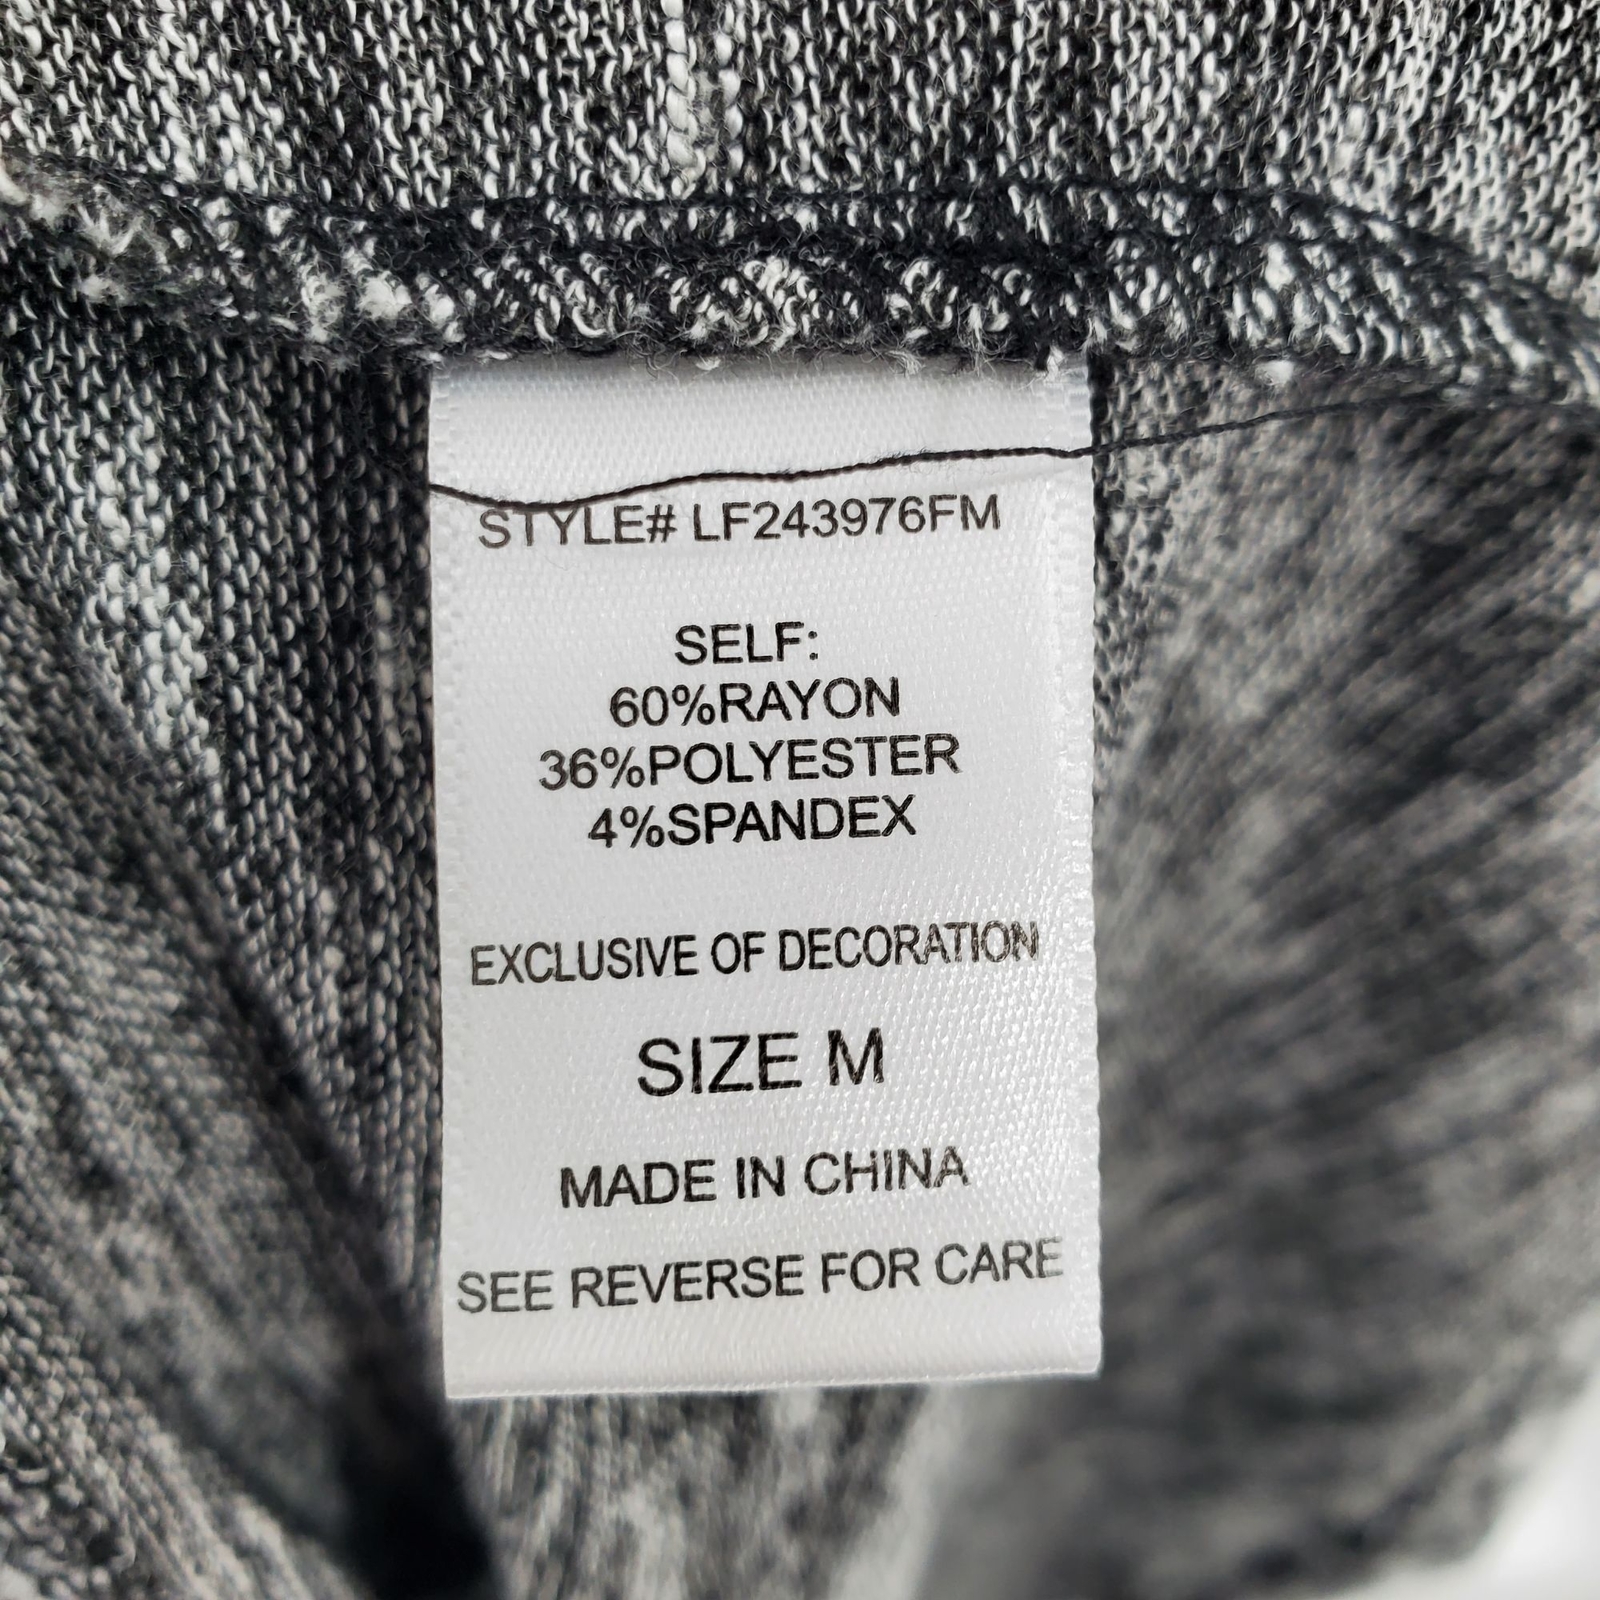 STYLE# LF243976FM
SELF:
60%RAYON
36%POLYESTER
4%SPANDEX
EXCLUSIVE OF DECORATION
SIZE M
MADE IN CHINA
SEE REVERSE FOR CARE